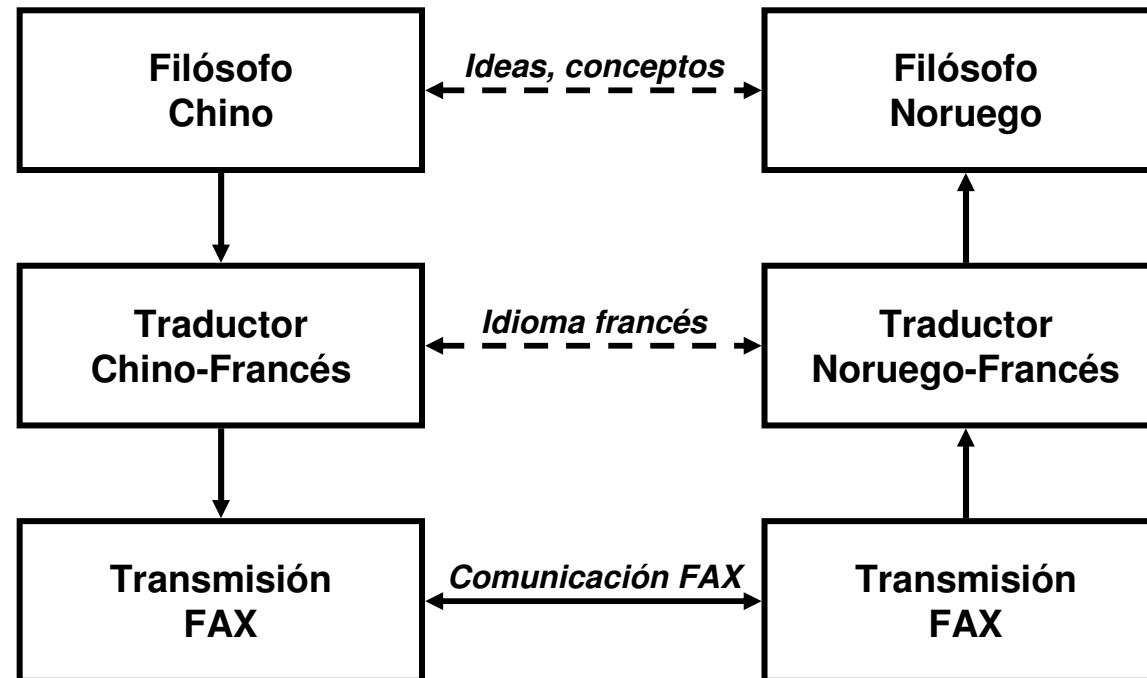 Filósofo
Chino
Ideas, conceptos
Filósofo
Noruego
Traductor
Chino-Francés
Idioma francés
Traductor
Noruego-Francés
Transmisión
FAX
Comunicación FAX
Transmisión
FAX